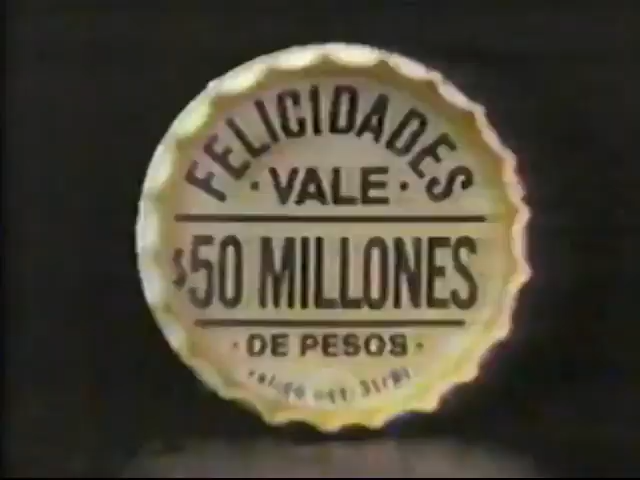 FELICIDADES
· VALE ·
$50 MILLONES
· DE PESOS ·